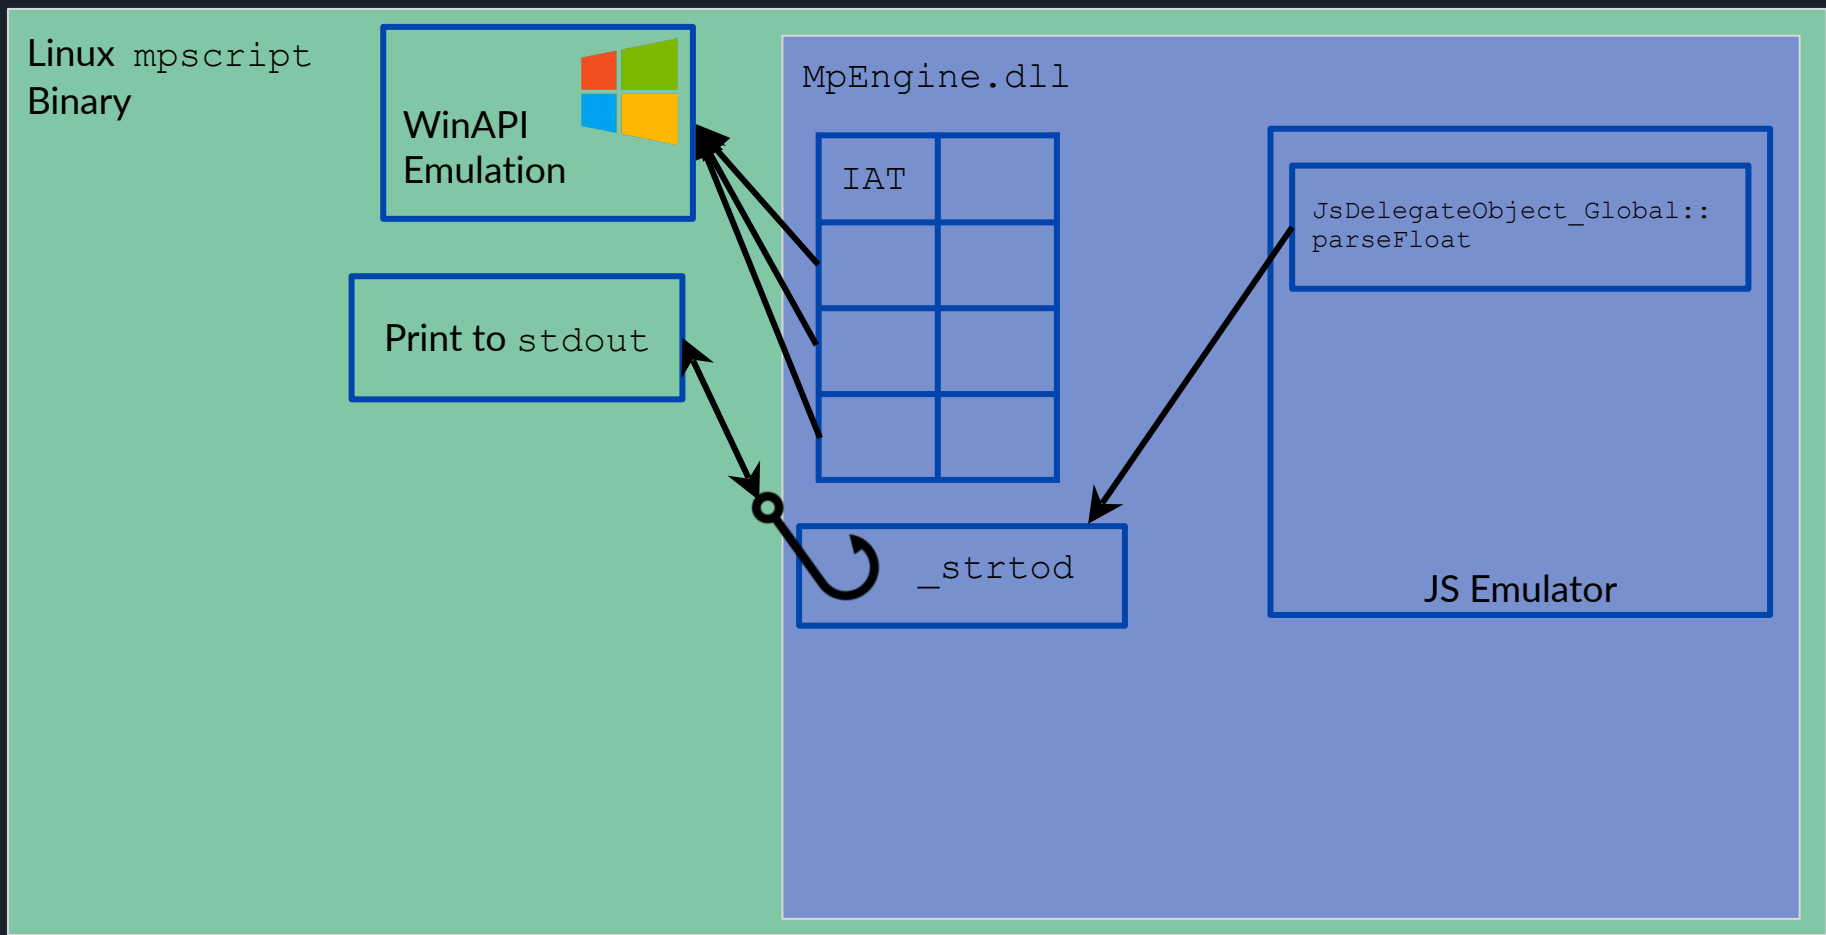 Linux mpscript
Binary
WinAPI
Emulation
Print to stdout
MpEngine.dll
IAT
_strtod
JsDelegateObject_Global::
parseFloat
JS Emulator